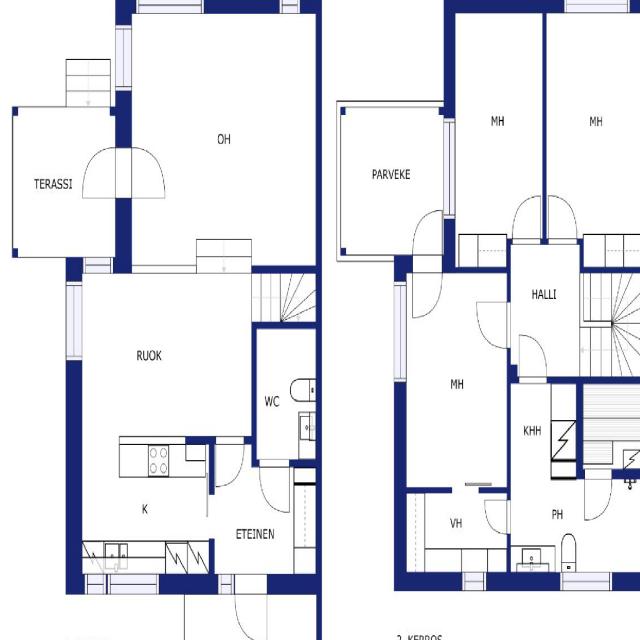 OH
TERASSI
RUOK
WC
K
ETEINEN
MH
MH
PARVEKE
HALLI
MH
KHH
VH
PH
2. KERROS